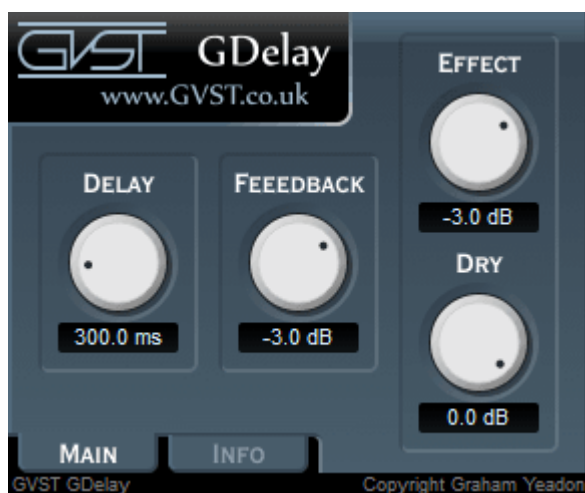 GVST GDelay
www.GVST.co.uk
EFFECT
-3.0 dB
DELAY
300.0 ms
FEEEDBACK
-3.0 dB
DRY
0.0 dB
MAIN
INFO
GVST GDelay
Copyright Graham Yeadon